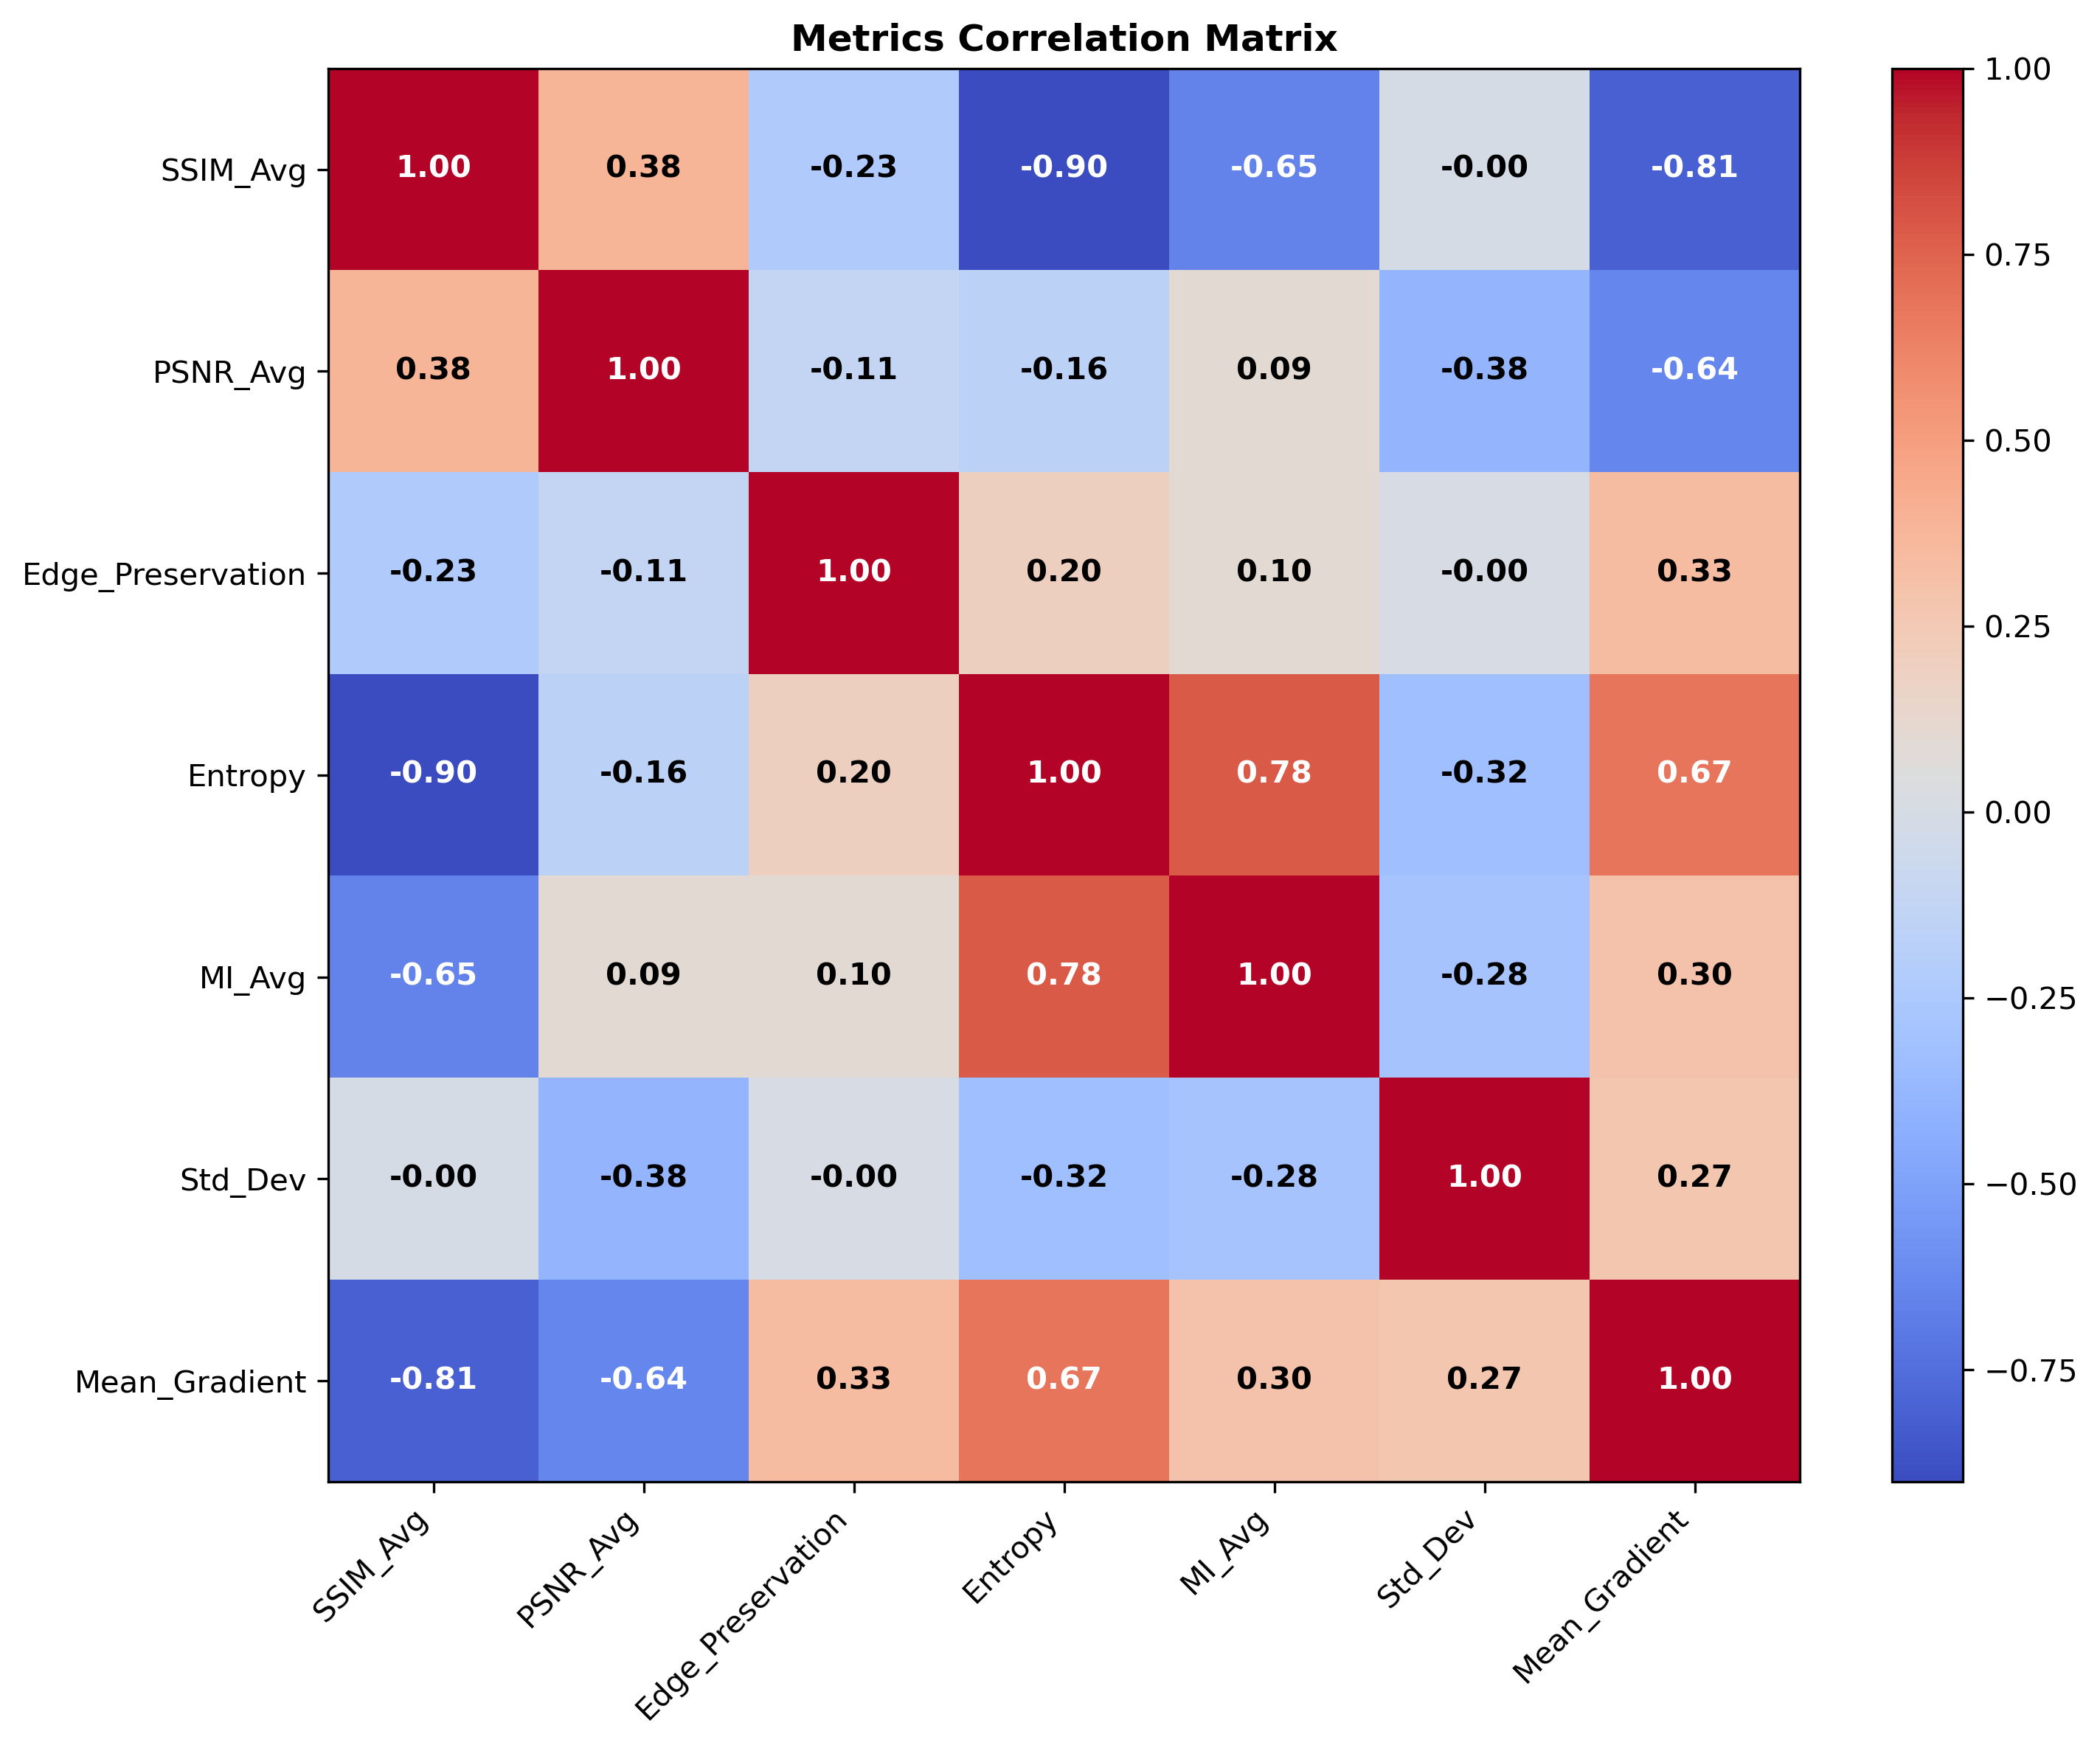 Metrics Correlation Matrix
SSIM_Avg 1.00 0.38 -0.23 -0.90 -0.65 -0.00 -0.81
PSNR_Avg 0.38 1.00 -0.11 -0.16 0.09 -0.38 -0.64
Edge_Preservation -0.23 -0.11 1.00 0.20 0.10 -0.00 0.33
Entropy -0.90 -0.16 0.20 1.00 0.78 -0.32 0.67
MI_Avg -0.65 0.09 0.10 0.78 1.00 -0.28 0.30
Std_Dev -0.00 -0.38 -0.00 -0.32 -0.28 1.00 0.27
Mean_Gradient -0.81 -0.64 0.33 0.67 0.30 0.27 1.00
SSIM_Avg
PSNR_Avg
Edge_Preservation
Entropy
MI_Avg
Std_Dev
Mean_Gradient
1.00
0.75
0.50
0.25
0.00
−0.25
−0.50
−0.75